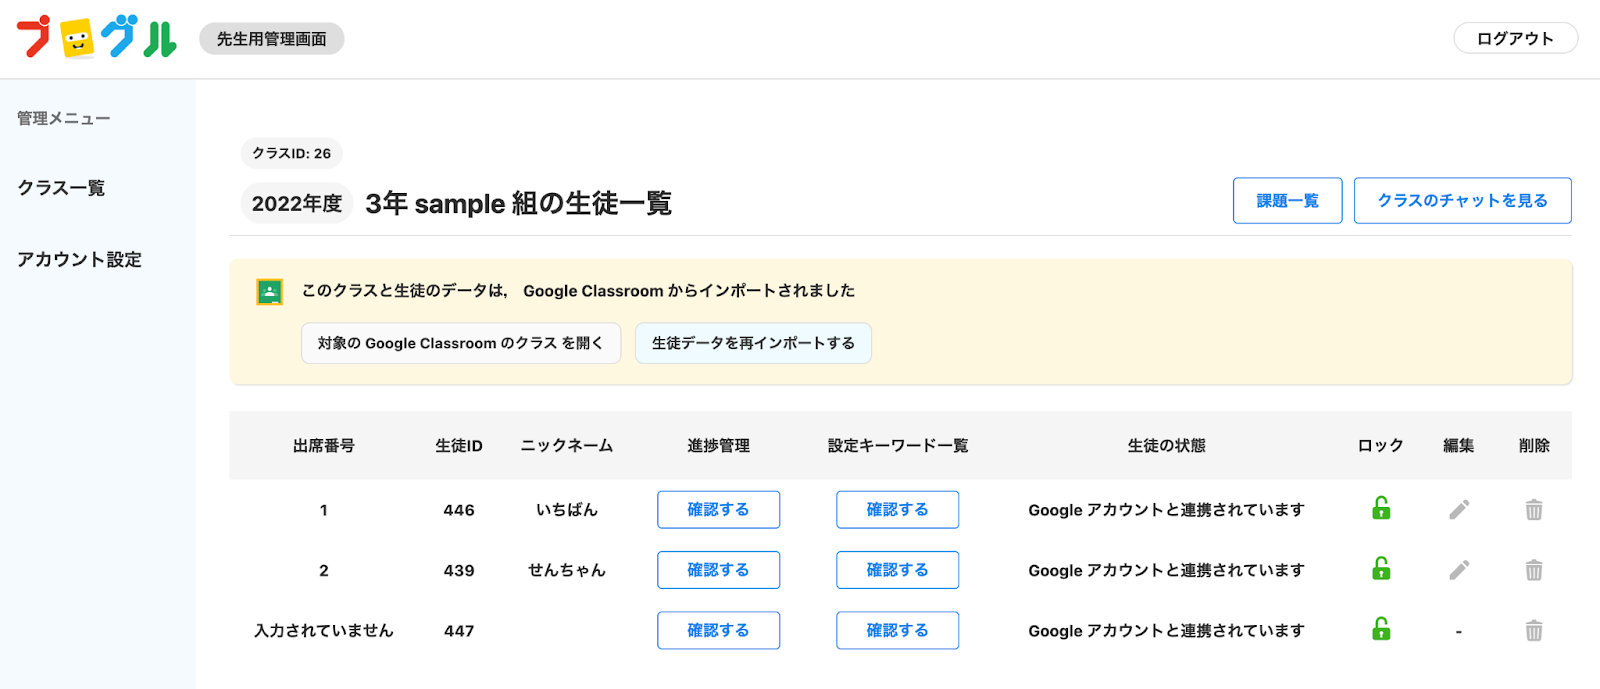 プログル 先生用管理画面 ログアウト
管理メニュー
クラス一覧
アカウント設定
クラスID: 26
2022年度 3年 sample 組の生徒一覧 課題一覧 クラスのチャットを見る
このクラスと生徒のデータは， Google Classroom からインポートされました
対象の Google Classroom のクラス を開く 生徒データを再インポートする
出席番号 生徒ID ニックネーム 進捗管理 設定キーワード一覧 生徒の状態 ロック 編集 削除
1 446 いちばん 確認する 確認する Google アカウントと連携されています
2 439 せんちゃん 確認する 確認する Google アカウントと連携されています
入力されていません 447 確認する 確認する Google アカウントと連携されています -